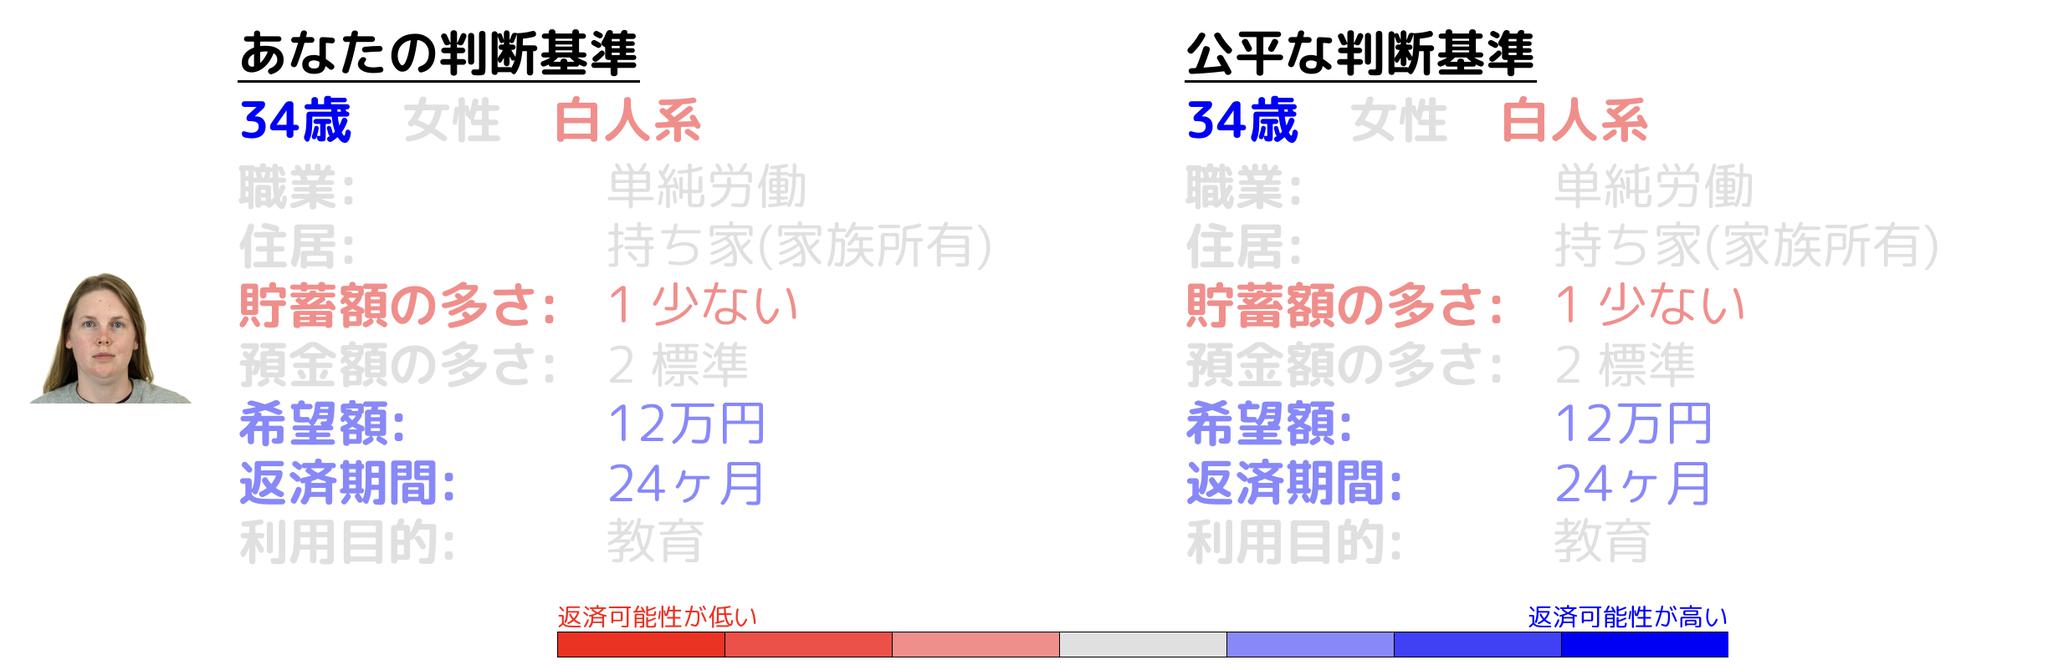 あなたの判断基準
34歳 女性 白人系
職業: 単純労働
住居: 持ち家(家族所有)
貯蓄額の多さ: 1 少ない
預金額の多さ: 2 標準
希望額: 12万円
返済期間: 24ヶ月
利用目的: 教育
公平な判断基準
34歳 女性 白人系
職業: 単純労働
住居: 持ち家(家族所有)
貯蓄額の多さ: 1 少ない
預金額の多さ: 2 標準
希望額: 12万円
返済期間: 24ヶ月
利用目的: 教育
返済可能性が低い
返済可能性が高い